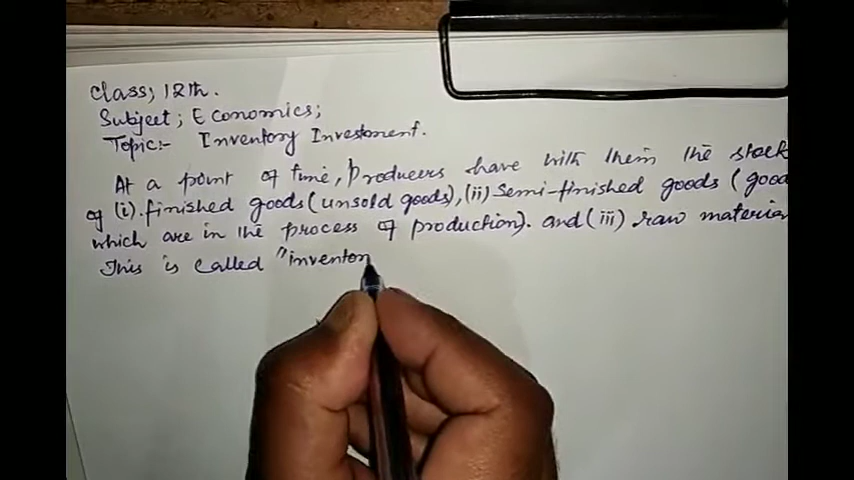 Class; 12th.
Subject; Economics;
Topic:- Inventory Investment.
At a point of time, Producers have with them the stock
of (i). finished goods (unsold goods), (ii) Semi-finished goods (good
which are in the process of production). and (iii) raw material
This is called "inventor